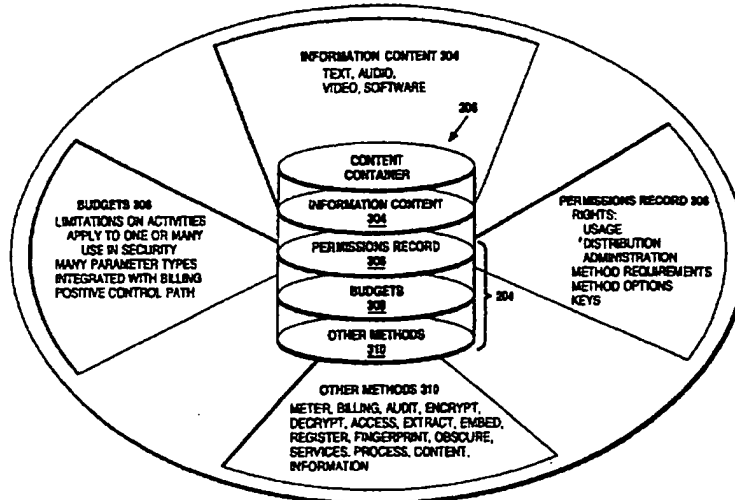 INFORMATION CONTENT 304
TEXT, AUDIO,
VIDEO, SOFTWARE
206
CONTENT
CONTAINER
INFORMATION CONTENT
304
PERMISSIONS RECORD
BUDGETS
308
OTHER METHODS
310
204
BUDGETS 308
LIMITATIONS ON ACTIVITIES
APPLY TO ONE OR MANY
USE IN SECURITY
MANY PARAMETER TYPES
INTEGRATED WITH BILLING
POSITIVE CONTROL PATH
PERMISSIONS RECORD
RIGHTS:
USAGE
DISTRIBUTION
ADMINISTRATION
METHOD REQUIREMENTS
METHOD OPTIONS
KEYS
OTHER METHODS 310
METER, BILLING, AUDIT, ENCRYPT,
DECRYPT, ACCESS, EXTRACT, EMBED,
REGISTER, FINGERPRINT, OBSCURE,
SERVICES. PROCESS, CONTENT,
INFORMATION